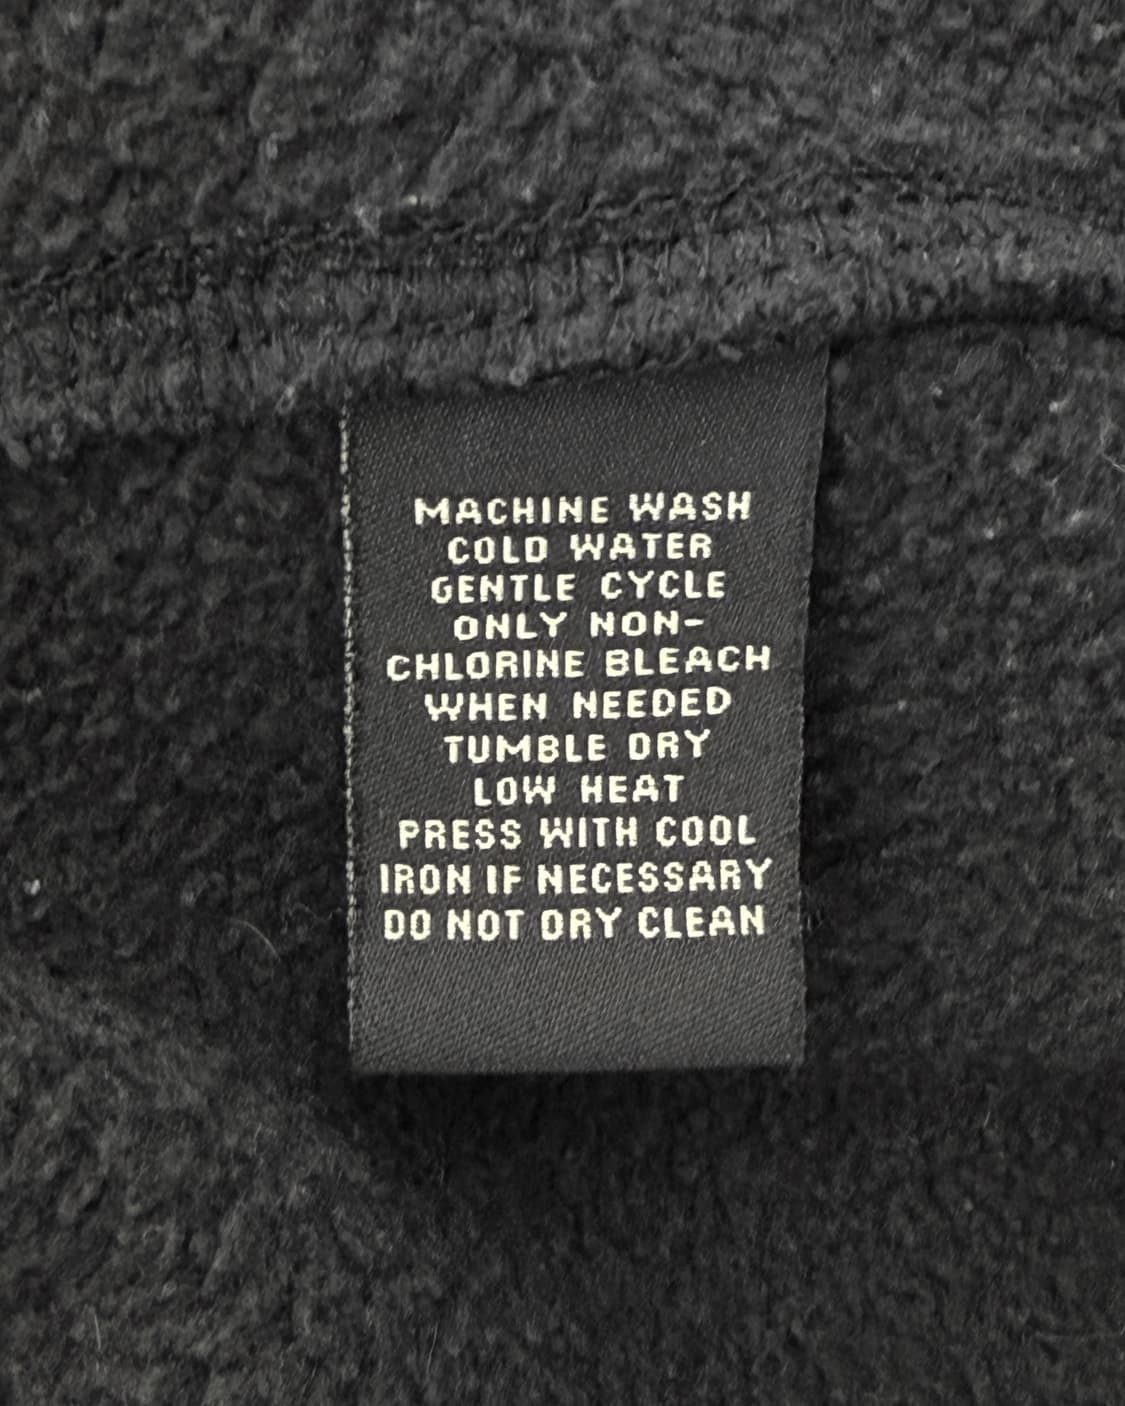 MACHINE WASH
COLD WATER
GENTLE CYCLE
ONLY NON-
CHLORINE BLEACH
WHEN NEEDED
TUMBLE DRY
LOW HEAT
PRESS WITH COOL
IRON IF NECESSARY
DO NOT DRY CLEAN